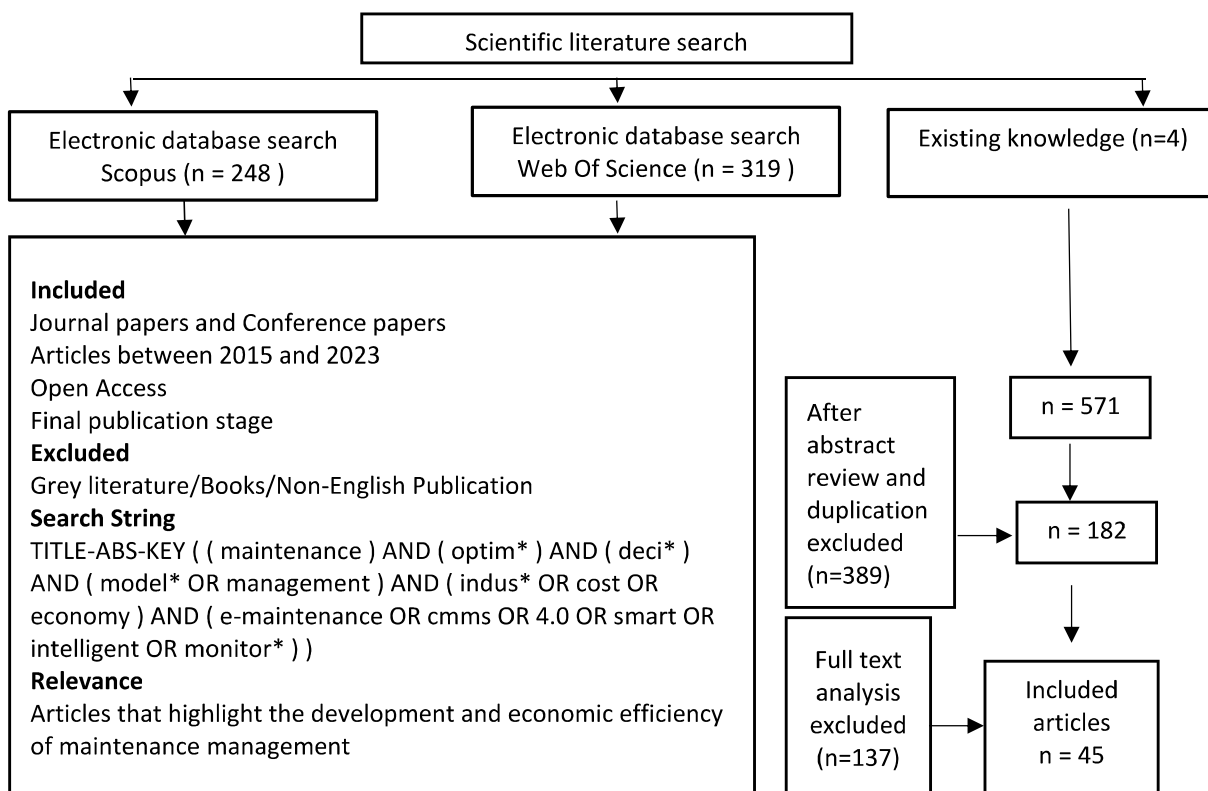 Scientific literature search
Electronic database search
Scopus (n = 248 )
Electronic database search
Web Of Science (n = 319 )
Existing knowledge (n=4)
Included
Journal papers and Conference papers
Articles between 2015 and 2023
Open Access
Final publication stage
Excluded
Grey literature/Books/Non-English Publication
Search String
TITLE-ABS-KEY ( ( maintenance ) AND ( optim* ) AND ( deci* )
AND ( model* OR management ) AND ( indus* OR cost OR
economy ) AND ( e-maintenance OR cmms OR 4.0 OR smart OR
intelligent OR monitor* ) )
Relevance
Articles that highlight the development and economic efficiency
of maintenance management
n = 571
After
abstract
review and
duplication
excluded
(n=389)
n = 182
Full text
analysis
excluded
(n=137)
Included
articles
n = 45